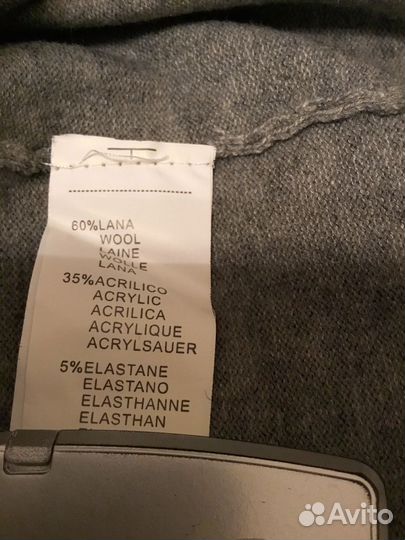 60%LANA
WOOL
LAINE
WOLLE
LANA
35%ACRILICO
ACRYLIC
ACRILICA
ACRYLIQUE
ACRYLSAUER
5%ELASTANE
ELASTANO
ELASTHANNE
ELASTHAN
Avito